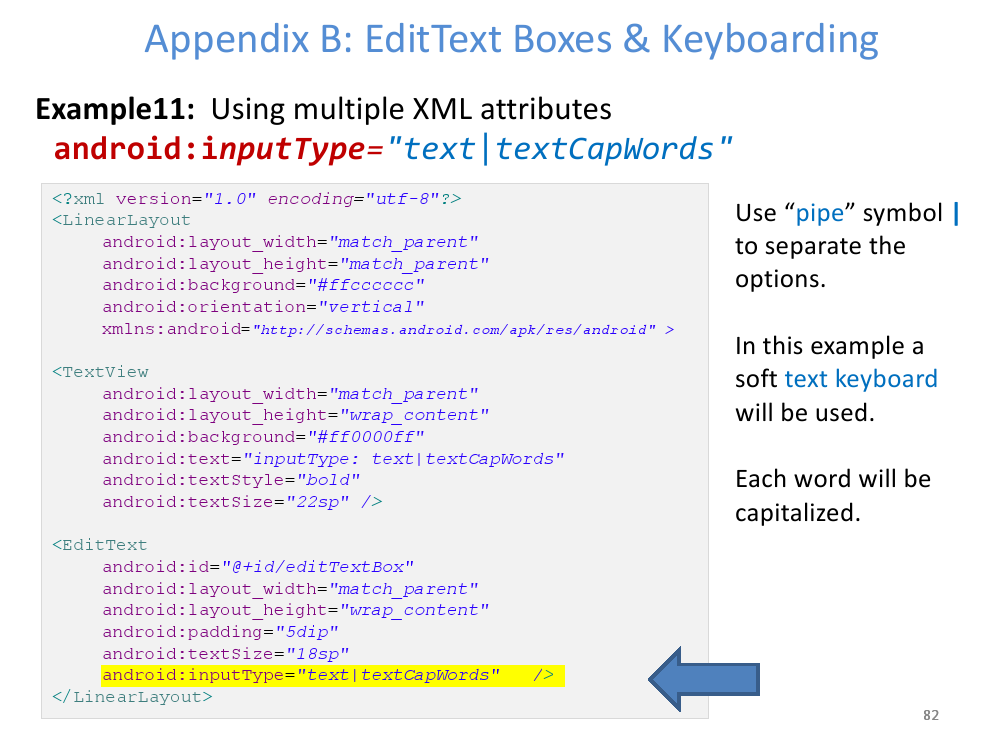 Appendix B: EditText Boxes & Keyboarding
Example11: Using multiple XML attributes
android:inputType="text|textCapWords"
<?xml version="1.0" encoding="utf-8"?>
<LinearLayout
android:layout_width="match_parent"
android:layout_height="match_parent"
android:background="#ffcccccc"
android:orientation="vertical"
xmlns:android="http://schemas.android.com/apk/res/android" >
<TextView
android:layout_width="match_parent"
android:layout_height="wrap_content"
android:background="#ff0000ff"
android:text="inputType: text|textCapWords"
android:textStyle="bold"
android:textSize="22sp" />
<EditText
android:id="@+id/editTextBox"
android:layout_width="match_parent"
android:layout_height="wrap_content"
android:padding="5dip"
android:textSize="18sp"
android:inputType="text|textCapWords" />
</LinearLayout>
Use “pipe” symbol |
to separate the
options.
In this example a
soft text keyboard
will be used.
Each word will be
capitalized.
82